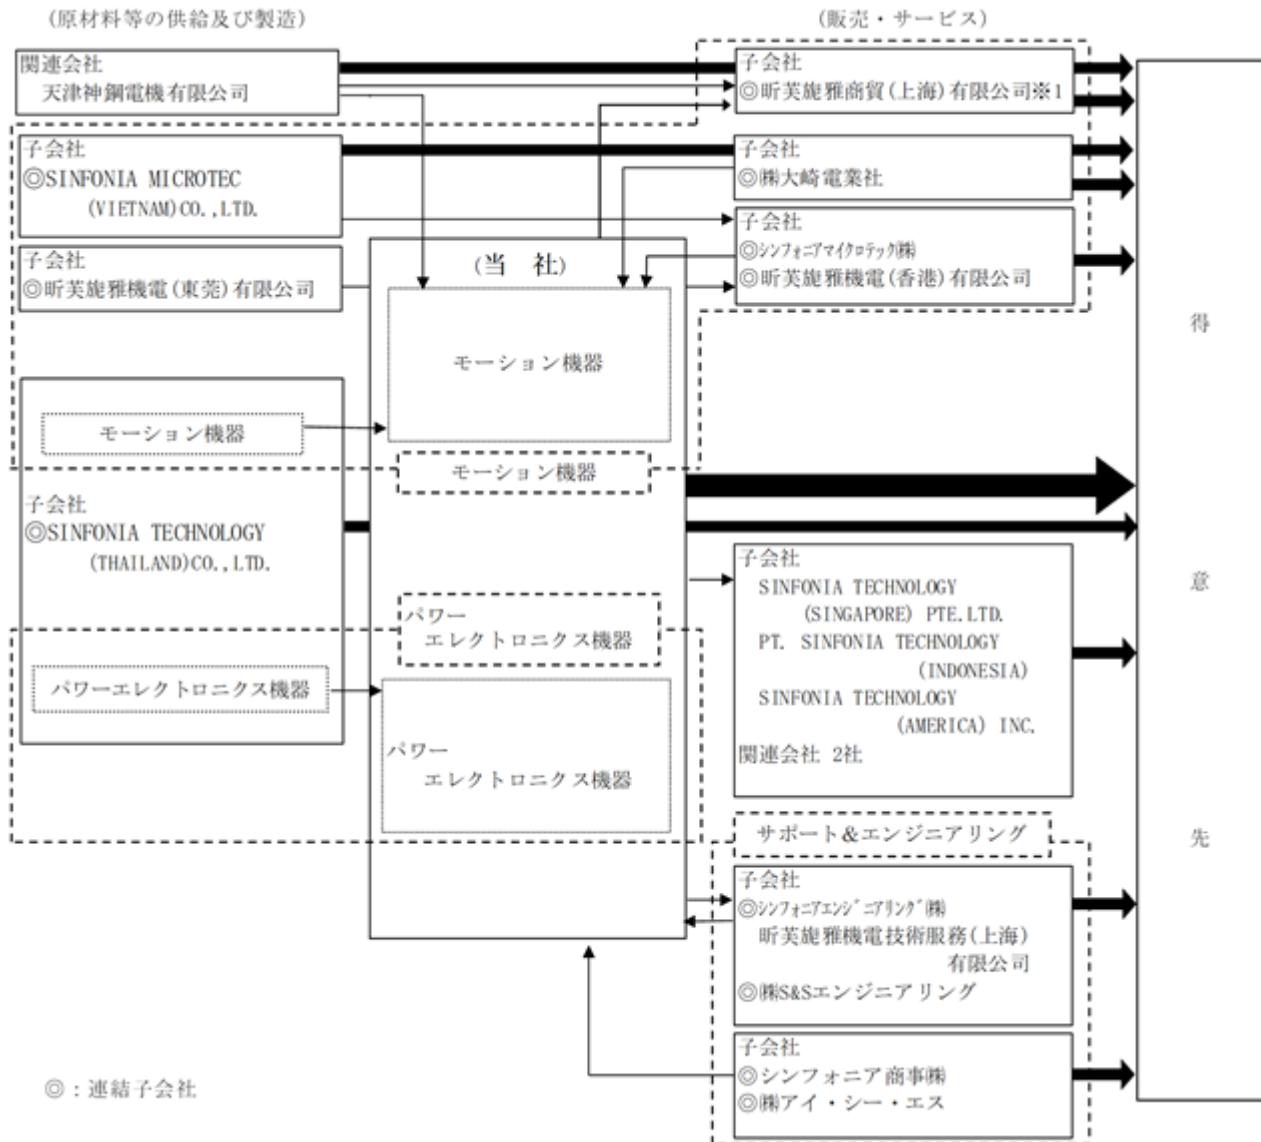 (原材料等の供給及び製造)
(販売・サービス)
関連会社
天津神鋼電機有限公司
子会社
◎SINFONIA MICROTEC
(VIETNAM)CO.,LTD.
子会社
◎昕芙旎雅機電(東莞)有限公司
モーション機器
子会社
◎SINFONIA TECHNOLOGY
(THAILAND)CO.,LTD.
パワーエレクトロニクス機器
(当 社)
モーション機器
モーション機器
パワー
エレクトロニクス機器
パワー
エレクトロニクス機器
子会社
◎昕芙旎雅商貿(上海)有限公司※1
子会社
◎㈱大崎電業社
子会社
◎ｼﾝﾌｫﾆｱﾏｲｸﾛﾃｯｸ㈱
◎昕芙旎雅機電(香港)有限公司
子会社
SINFONIA TECHNOLOGY
(SINGAPORE) PTE.LTD.
PT. SINFONIA TECHNOLOGY
(INDONESIA)
SINFONIA TECHNOLOGY
(AMERICA) INC.
関連会社 2社
サポート＆エンジニアリング
子会社
◎ｼﾝﾌｫﾆｱｴﾝｼﾞﾆｱﾘﾝｸﾞ㈱
昕芙旎雅機電技術服務(上海)
有限公司
◎㈱S&Sエンジニアリング
子会社
◎シンフォニア商事㈱
◎㈱アイ・シー・エス
得
意
先
◎：連結子会社